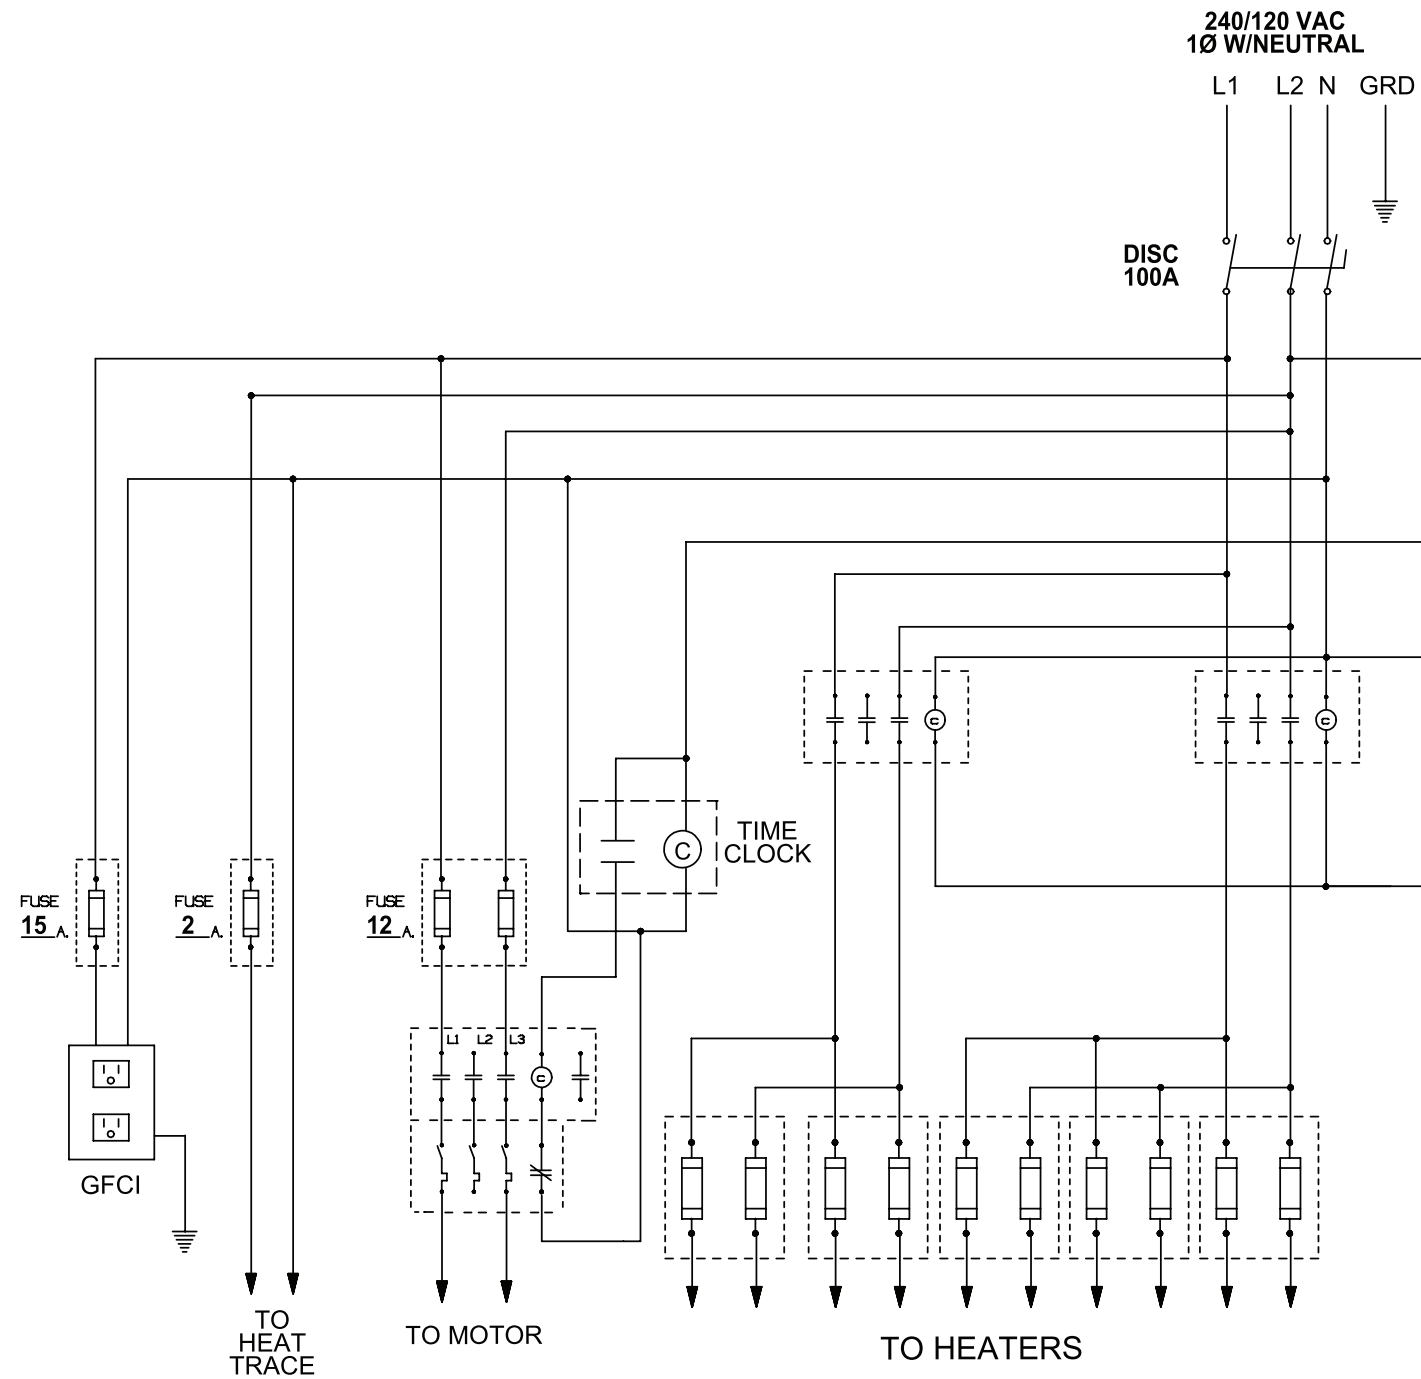 240/120 VAC
1Ø W/NEUTRAL
L1 L2 N GRD
DISC
100A
TIME
CLOCK
C
C
C
FUSE
15 A.
FUSE
2 A.
FUSE
12 A.
L1 L2 L3
C
GFCI
TO
HEAT
TRACE
TO MOTOR
TO HEATERS